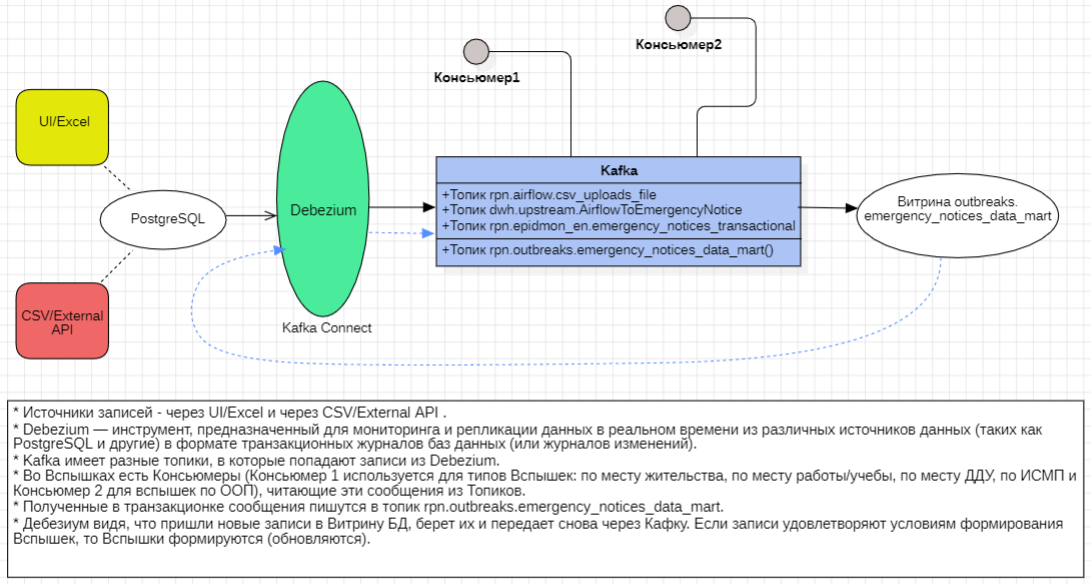 Консьюмер2
Консьюмер1
UI/Excel
Kafka
+Топик rpn.airflow.csv_uploads_file
+Топик dwh.upstream.AirflowToEmergencyNotice
+Топик rpn.epidmon_en.emergency_notices_transactional
+Топик rpn.outbreaks.emergency_notices_data_mart()
PostgreSQL
Debezium
Витрина outbreaks.
emergency_notices_data_mart
CSV/External
API
Kafka Connect
* Источники записей - через UI/Excel и через CSV/External API .
* Debezium — инструмент, предназначенный для мониторинга и репликации данных в реальном времени из различных источников данных (таких как
PostgreSQL и другие) в формате транзакционных журналов баз данных (или журналов изменений).
* Kafka имеет разные топики, в которые попадают записи из Debezium.
* Во Вспышках есть Консьюмеры (Консьюмер 1 используется для типов Вспышек: по месту жительства, по месту работы/учебы, по месту ДДУ, по ИСМП и
Консьюмер 2 для вспышек по ООП), читающие эти сообщения из Топиков.
* Полученные в транзакционке сообщения пишутся в топик rpn.outbreaks.emergency_notices_data_mart.
* Дебезиум видя, что пришли новые записи в Витрину БД, берет их и передает снова через Кафку. Если записи удовлетворяют условиям формирования
Вспышек, то Вспышки формируются (обновляются).